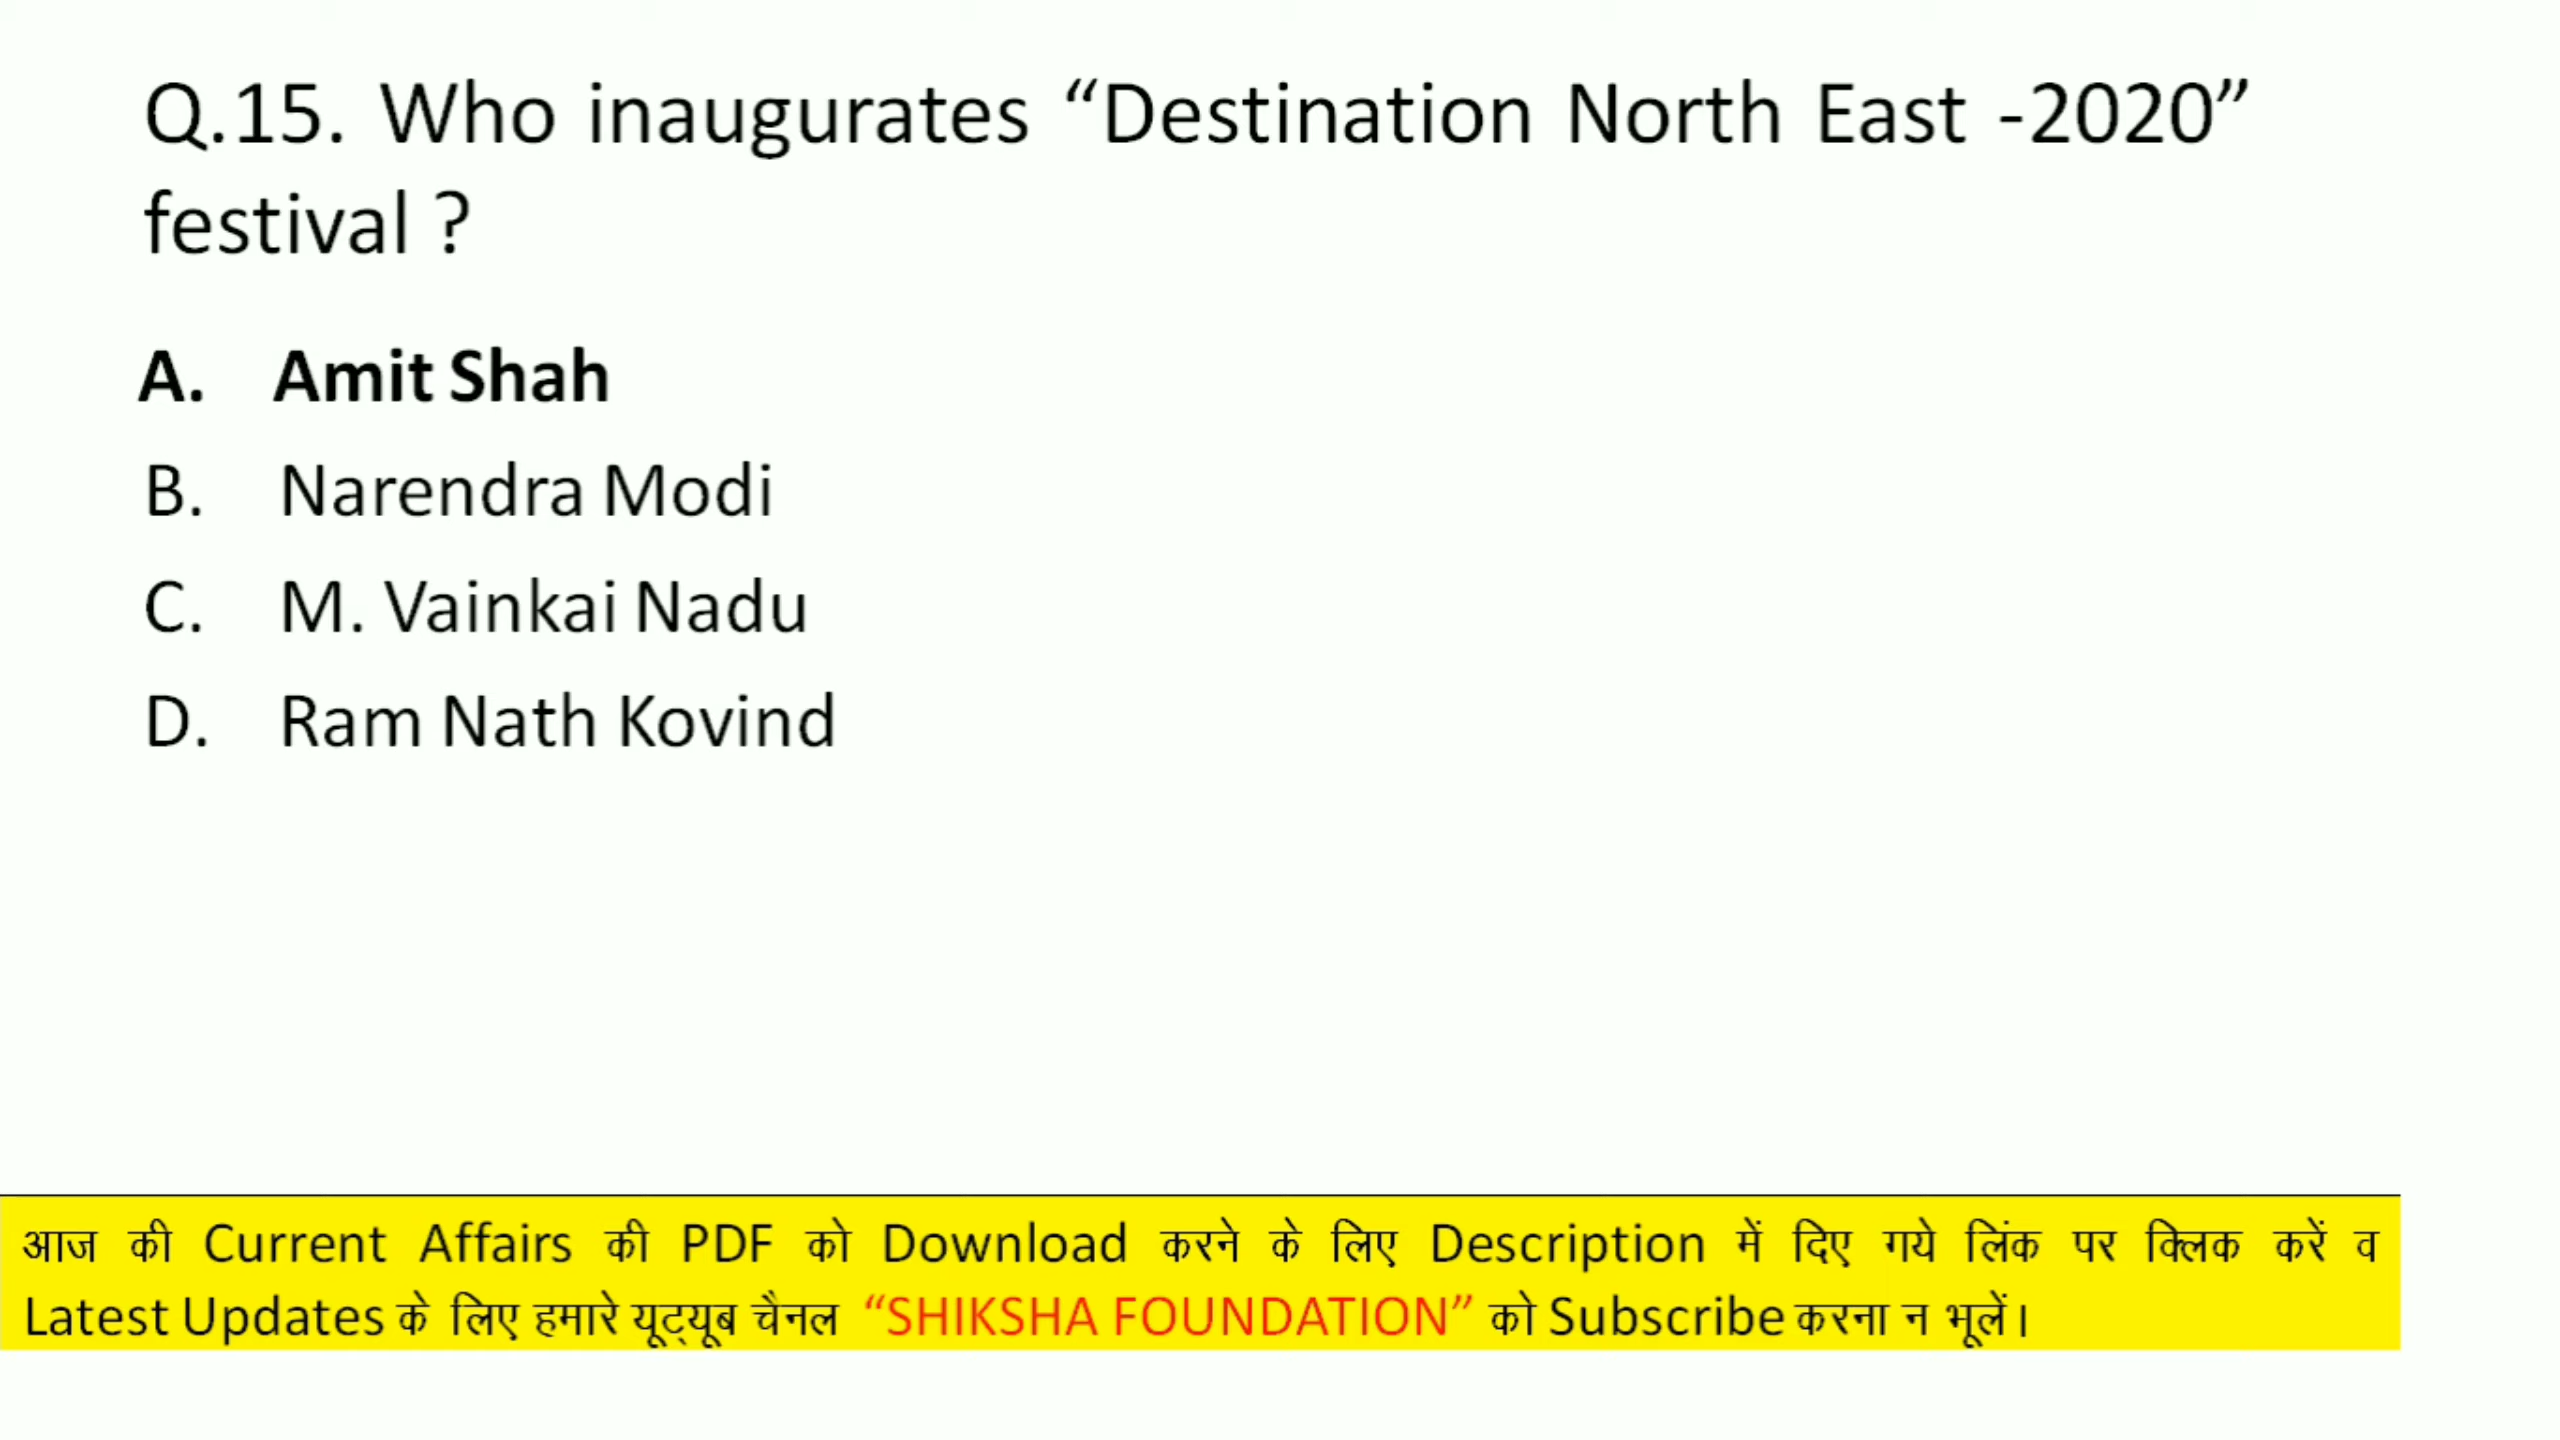 Q.15. Who inaugurates “Destination North East -2020”
festival ?
A. Amit Shah
B. Narendra Modi
C. M. Vainkai Nadu
D. Ram Nath Kovind
आज की Current Affairs की PDF को Download करने के लिए Description में दिए गये लिंक पर क्लिक करें व
Latest Updates के लिए हमारे यूट्यूब चैनल “SHIKSHA FOUNDATION” को Subscribe करना न भूलें।